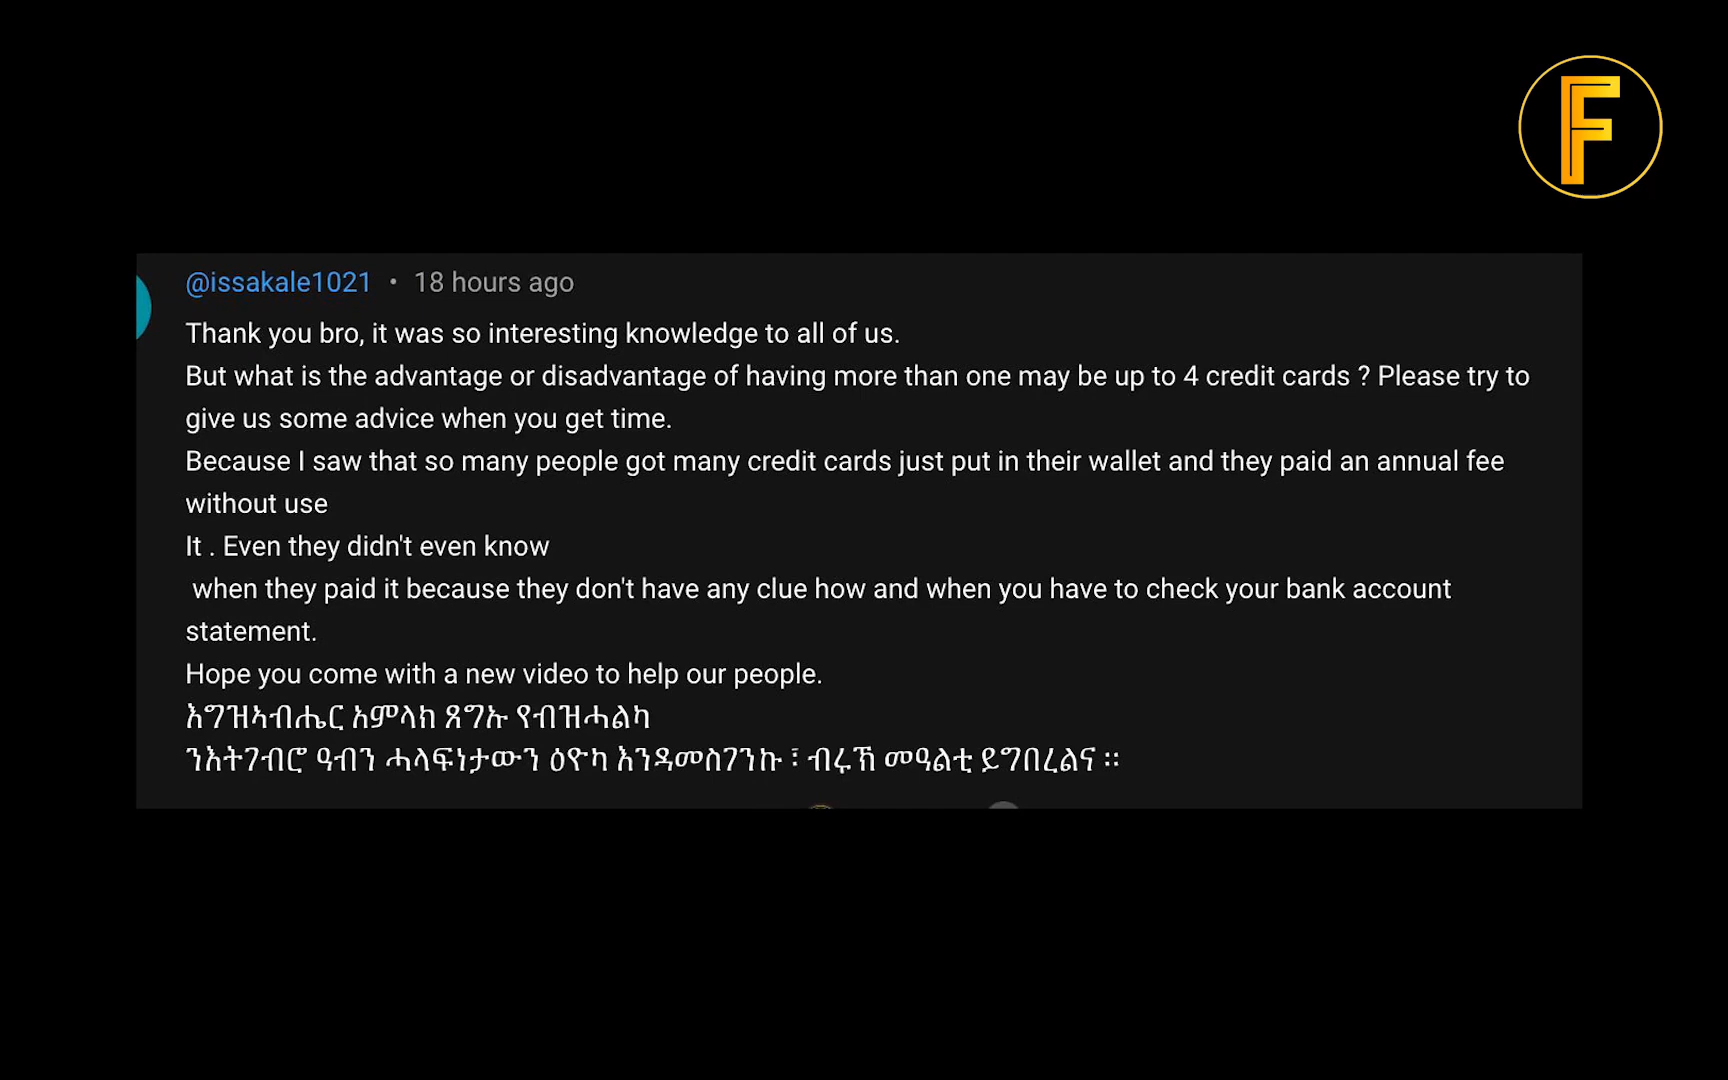 F
@issakale1021 • 18 hours ago
Thank you bro, it was so interesting knowledge to all of us.
But what is the advantage or disadvantage of having more than one may be up to 4 credit cards ? Please try to
give us some advice when you get time.
Because I saw that so many people got many credit cards just put in their wallet and they paid an annual fee
without use
It . Even they didn't even know
when they paid it because they don't have any clue how and when you have to check your bank account
statement.
Hope you come with a new video to help our people.
እግዝኣብሔር አምላክ ጸግኡ የብዝሓልካ
ንእትገብሮ ዓብን ሓላፍነታውን ዕዮካ እንዳመስገንኩ ፣ ብሩኽ መዓልቲ ይግበረልና ፡፡